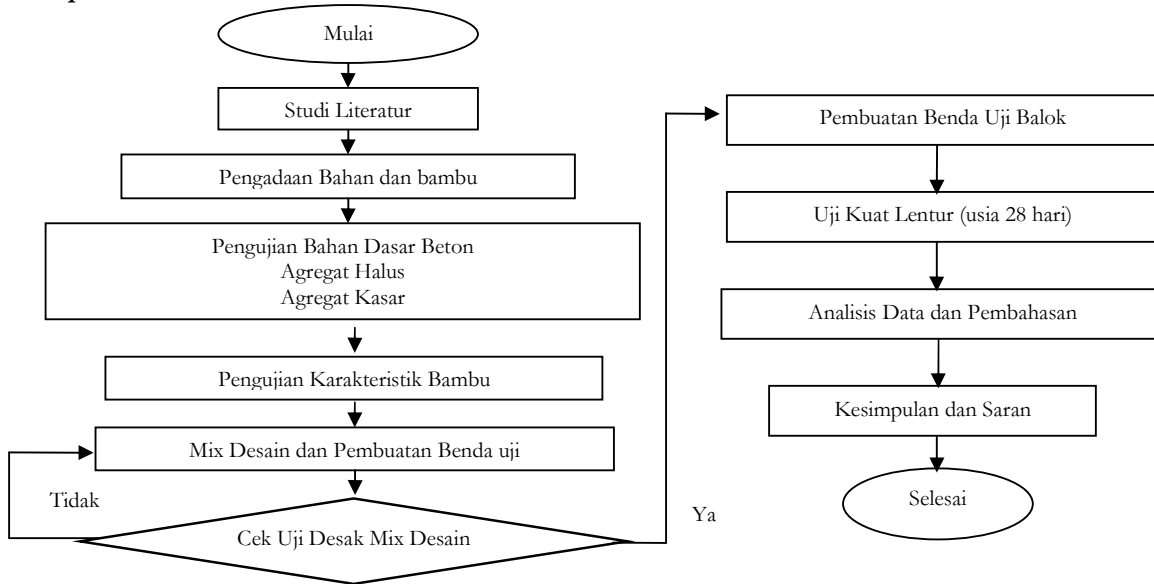 Mulai
Studi Literatur
Pengadaan Bahan dan bambu
Pengujian Bahan Dasar Beton
Agregat Halus
Agregat Kasar
Pengujian Karakteristik Bambu
Mix Desain dan Pembuatan Benda uji
Tidak
Cek Uji Desak Mix Desain
Ya
Pembuatan Benda Uji Balok
Uji Kuat Lentur (usia 28 hari)
Analisis Data dan Pembahasan
Kesimpulan dan Saran
Selesai